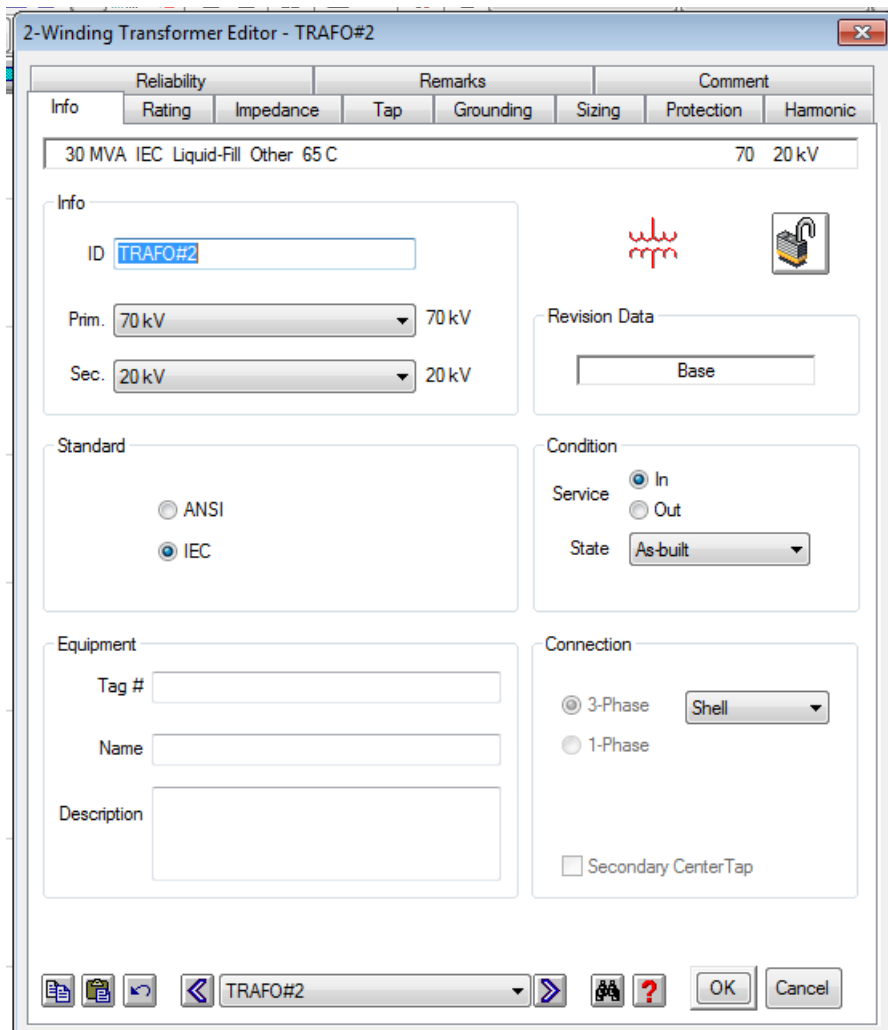 2-Winding Transformer Editor - TRAFO#2
Reliability Remarks Comment
Info Rating Impedance Tap Grounding Sizing Protection Harmonic
30 MVA IEC Liquid-Fill Other 65 C 70 20 kV
Info
ID TRAFO#2
Prim. 70 kV 70 kV
Sec. 20 kV 20 kV
Revision Data
Base
Standard
ANSI
IEC
Condition
Service In
Out
State As-built
Equipment
Tag #
Name
Description
Connection
3-Phase Shell
1-Phase
Secondary CenterTap
TRAFO#2 ? OK Cancel